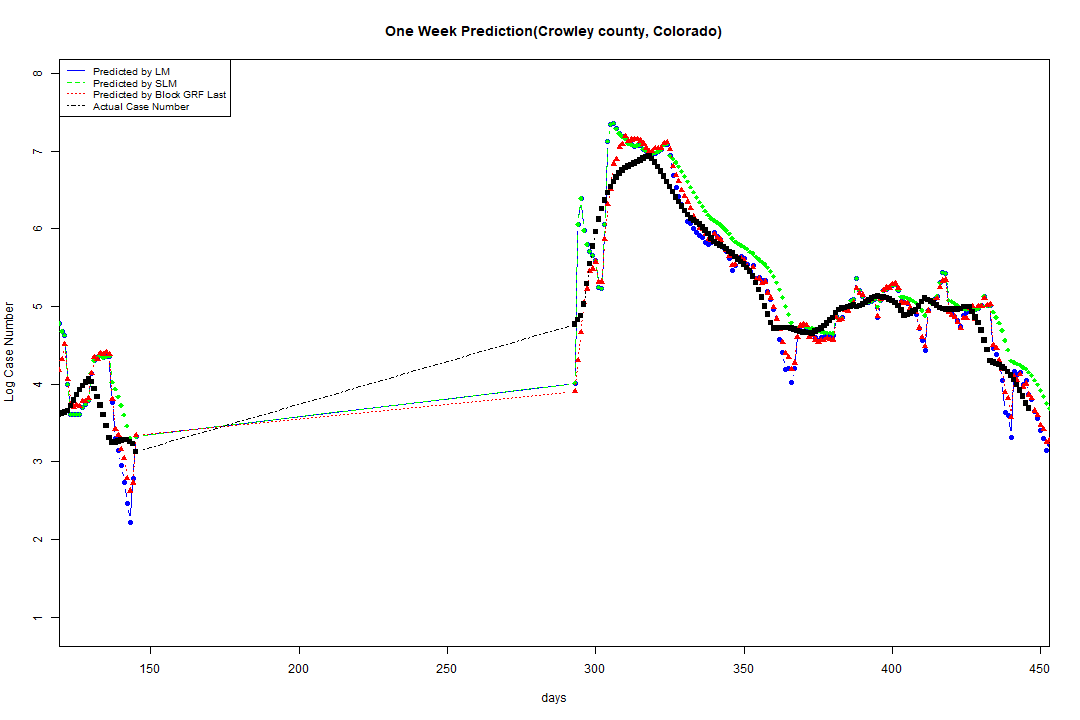 One Week Prediction(Crowley county, Colorado)
Predicted by LM
Predicted by SLM
Predicted by Block GRF Last
Actual Case Number
8
7
6
5
4
3
2
1
Log Case Number
150 200 250 300 350 400 450
days